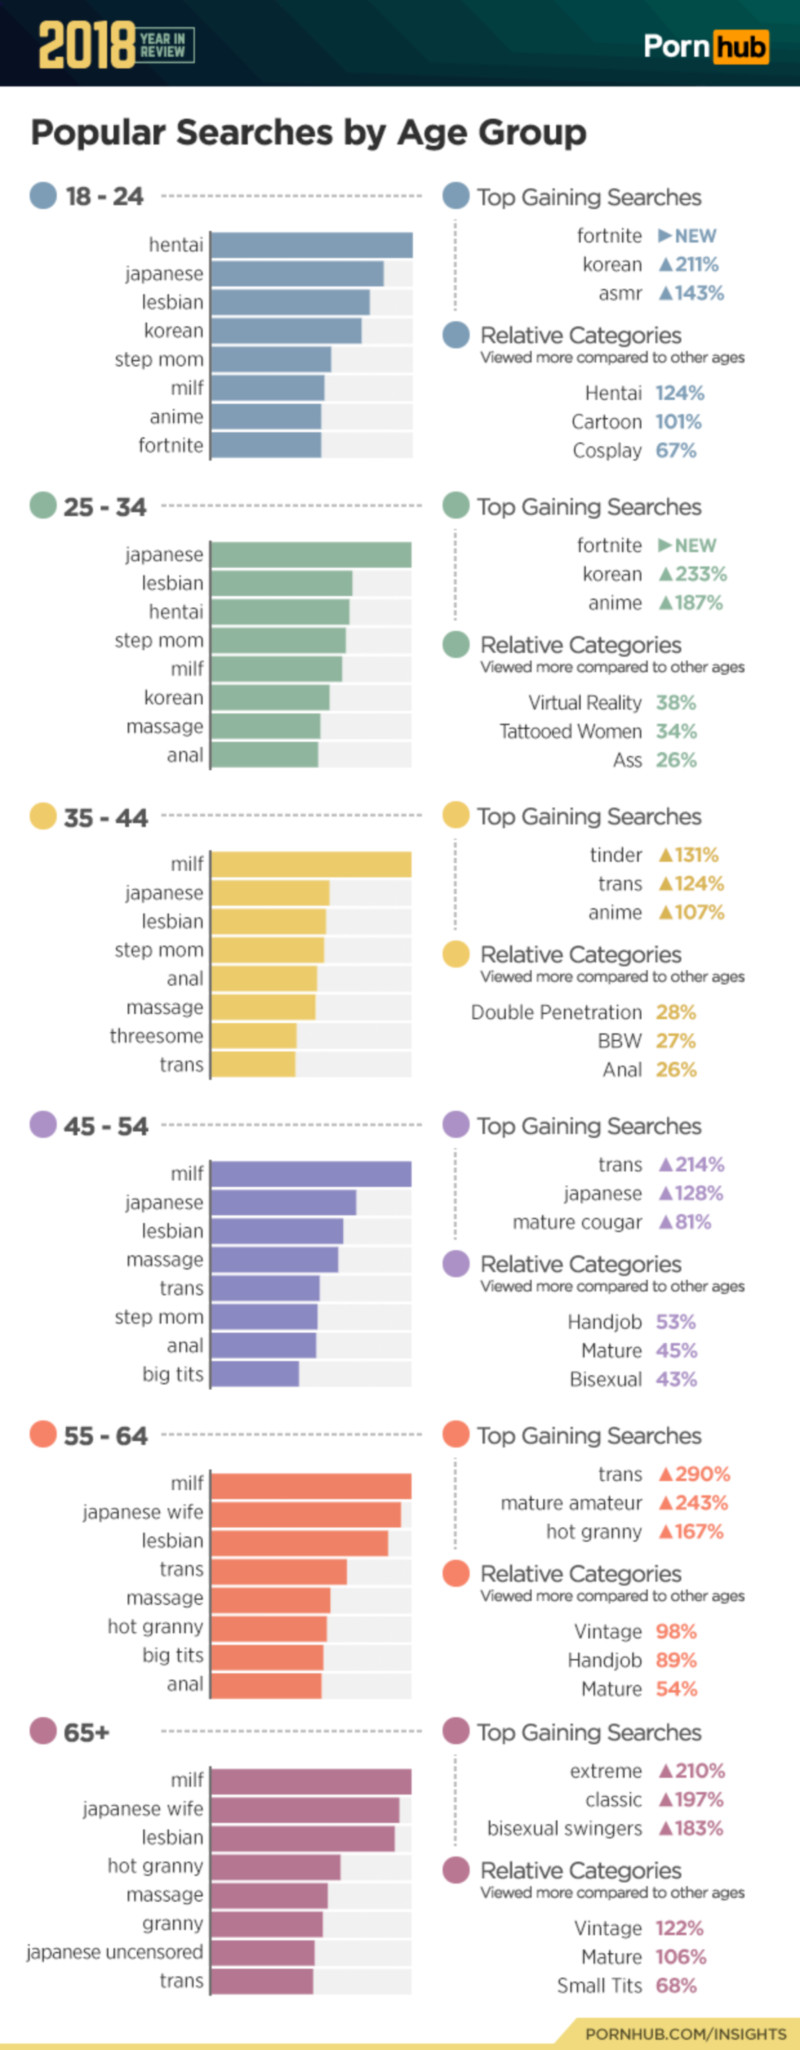 2018 YEAR IN REVIEW
Pornhub
Popular Searches by Age Group
18 - 24
hentai
japanese
lesbian
korean
step mom
milf
anime
fortnite
Top Gaining Searches
fortnite ▶NEW
korean ▲211%
asmr ▲143%
Relative Categories
Viewed more compared to other ages
Hentai 124%
Cartoon 101%
Cosplay 67%
25 - 34
japanese
lesbian
hentai
step mom
milf
korean
massage
anal
Top Gaining Searches
fortnite ▶NEW
korean ▲233%
anime ▲187%
Relative Categories
Viewed more compared to other ages
Virtual Reality 38%
Tattooed Women 34%
Ass 26%
35 - 44
milf
japanese
lesbian
step mom
anal
massage
threesome
trans
Top Gaining Searches
tinder ▲131%
trans ▲124%
anime ▲107%
Relative Categories
Viewed more compared to other ages
Double Penetration 28%
BBW 27%
Anal 26%
45 - 54
milf
japanese
lesbian
massage
trans
step mom
anal
big tits
Top Gaining Searches
trans ▲214%
japanese ▲128%
mature cougar ▲81%
Relative Categories
Viewed more compared to other ages
Handjob 53%
Mature 45%
Bisexual 43%
55 - 64
milf
japanese wife
lesbian
trans
massage
hot granny
big tits
anal
Top Gaining Searches
trans ▲290%
mature amateur ▲243%
hot granny ▲167%
Relative Categories
Viewed more compared to other ages
Vintage 98%
Handjob 89%
Mature 54%
65+
milf
japanese wife
lesbian
hot granny
massage
granny
japanese uncensored
trans
Top Gaining Searches
extreme ▲210%
classic ▲197%
bisexual swingers ▲183%
Relative Categories
Viewed more compared to other ages
Vintage 122%
Mature 106%
Small Tits 68%
PORNHUB.COM/INSIGHTS